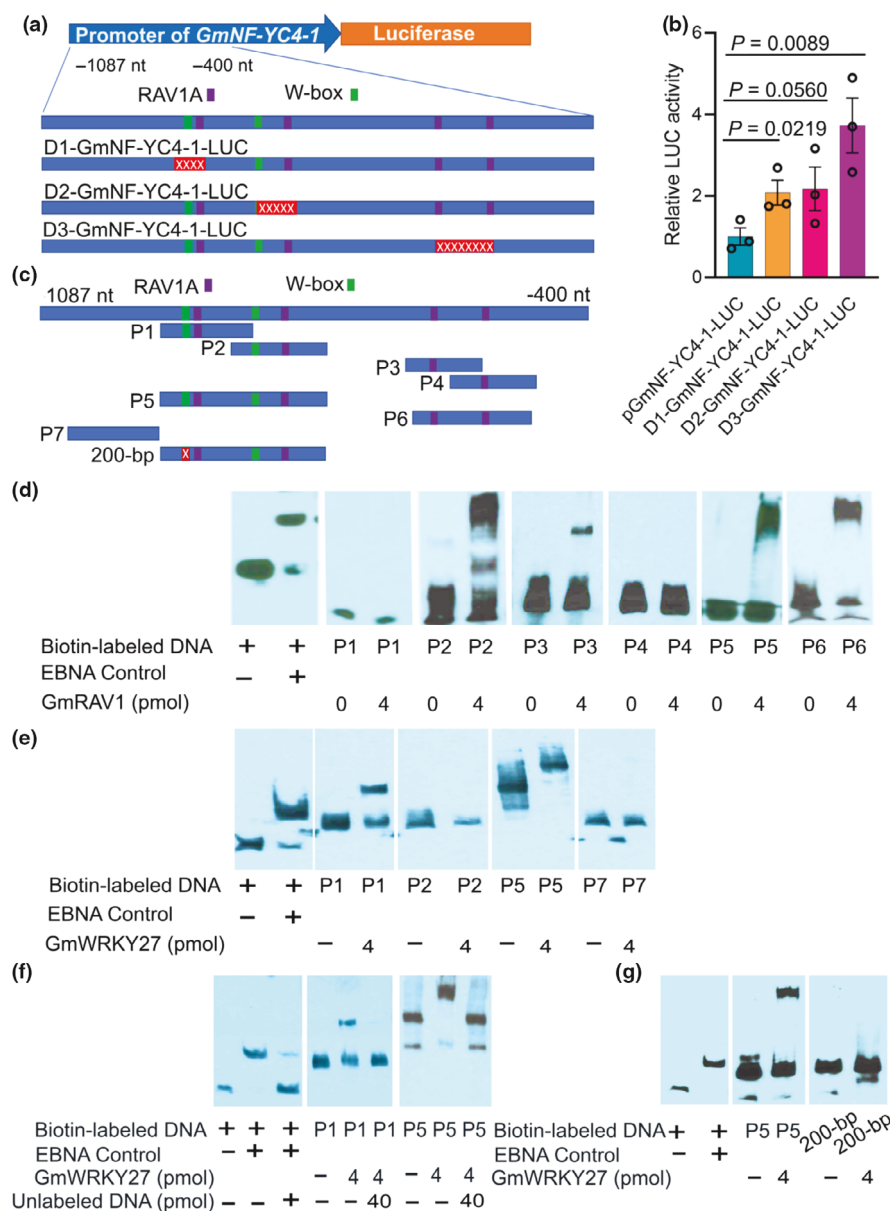 (a)
Promoter of GmNF-YC4-1 Luciferase
–1087 nt –400 nt
RAV1A W-box
D1-GmNF-YC4-1-LUC
XXXX
D2-GmNF-YC4-1-LUC
XXXXX
D3-GmNF-YC4-1-LUC
XXXXXXXX
(b)
P = 0.0089
P = 0.0560
P = 0.0219
Relative LUC activity
6
4
2
0
pGmNF-YC4-1-LUC
D1-GmNF-YC4-1-LUC
D2-GmNF-YC4-1-LUC
D3-GmNF-YC4-1-LUC
(c)
RAV1A W-box
1087 nt -400 nt
P1
P2
P3
P4
P5
P6
P7
200-bp
X
(d)
Biotin-labeled DNA + + P1 P1 P2 P2 P3 P3 P4 P4 P5 P5 P6 P6
EBNA Control – +
GmRAV1 (pmol) 0 4 0 4 0 4 0 4 0 4 0 4
(e)
Biotin-labeled DNA + + P1 P1 P2 P2 P5 P5 P7 P7
EBNA Control – +
GmWRKY27 (pmol) – 4 – 4 – 4 – 4
(f)
Biotin-labeled DNA + + + P1 P1 P1 P5 P5 P5
EBNA Control – + +
GmWRKY27 (pmol) – 4 4 – 4 4
Unlabeled DNA (pmol) – – + 40 40
(g)
Biotin-labeled DNA + + P5 P5 200-bp 200-bp
EBNA Control – +
GmWRKY27 (pmol) – 4 – 4